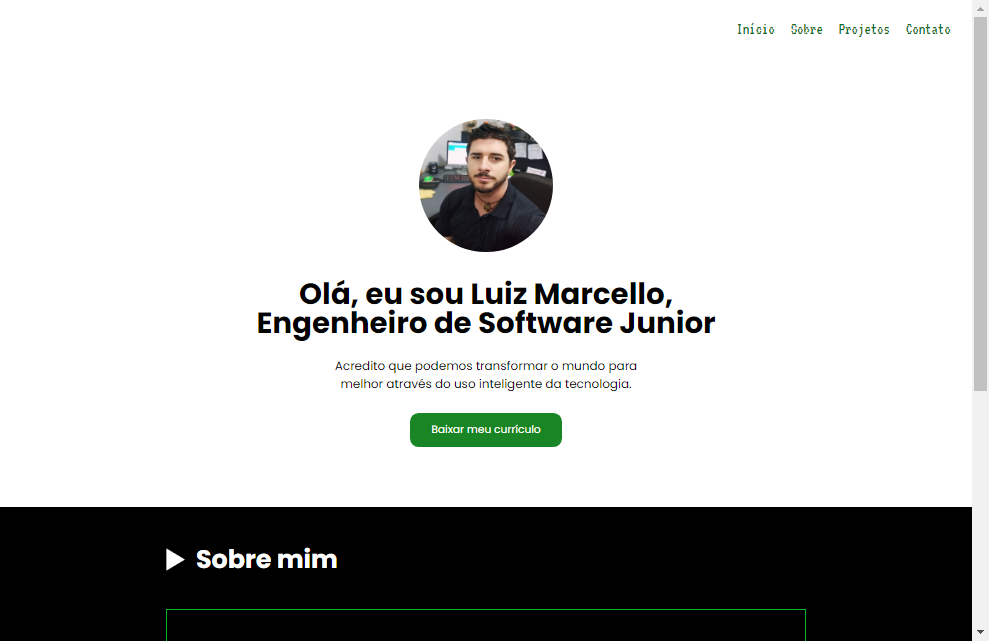 Início Sobre Projetos Contato
Olá, eu sou Luiz Marcello,
Engenheiro de Software Junior
Acredito que podemos transformar o mundo para
melhor através do uso inteligente da tecnologia.
Baixar meu currículo
Sobre mim